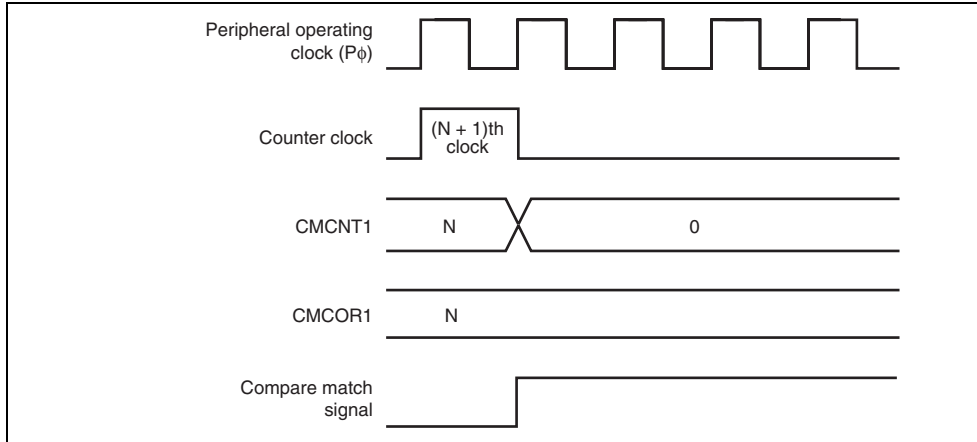 Peripheral operating
clock (Pϕ)
Counter clock
(N + 1)th
clock
CMCNT1
N
0
CMCOR1
N
Compare match
signal